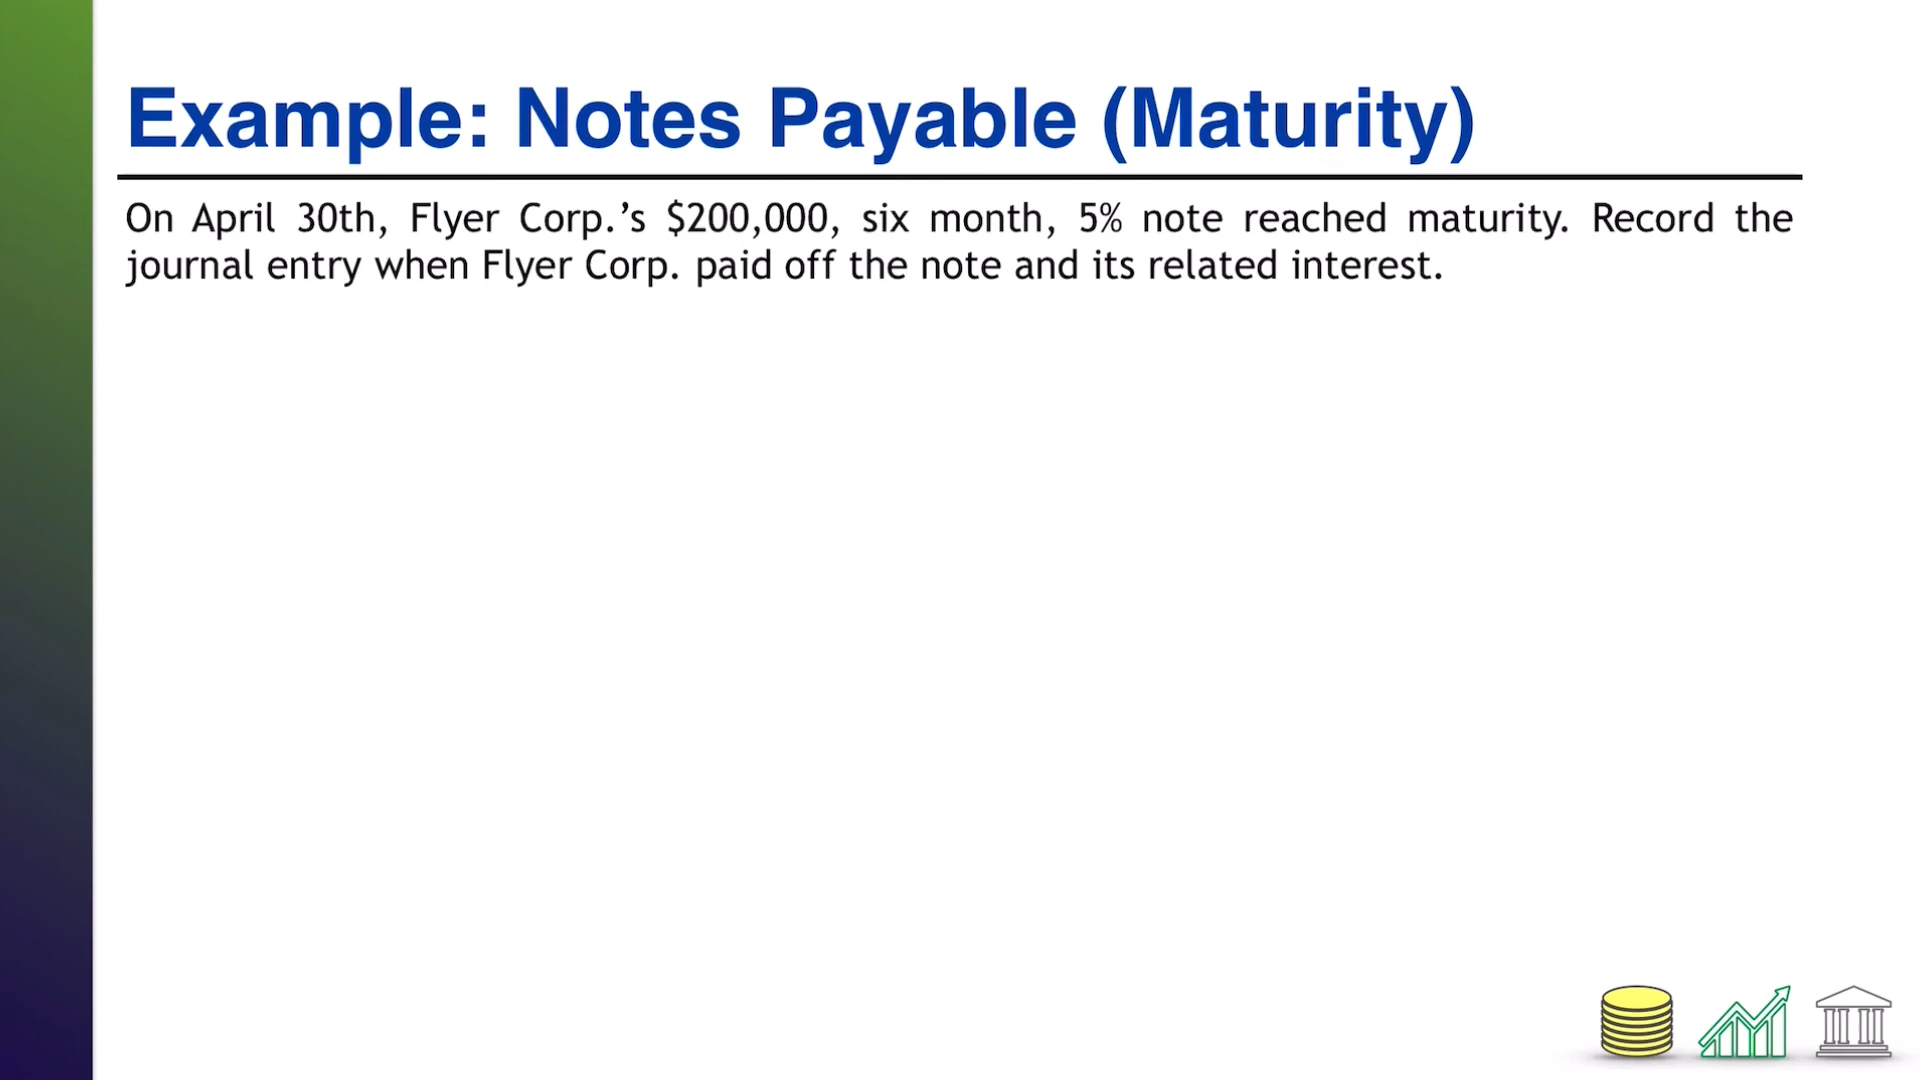 Example: Notes Payable (Maturity)
On April 30th, Flyer Corp.’s $200,000, six month, 5% note reached maturity. Record the
journal entry when Flyer Corp. paid off the note and its related interest.